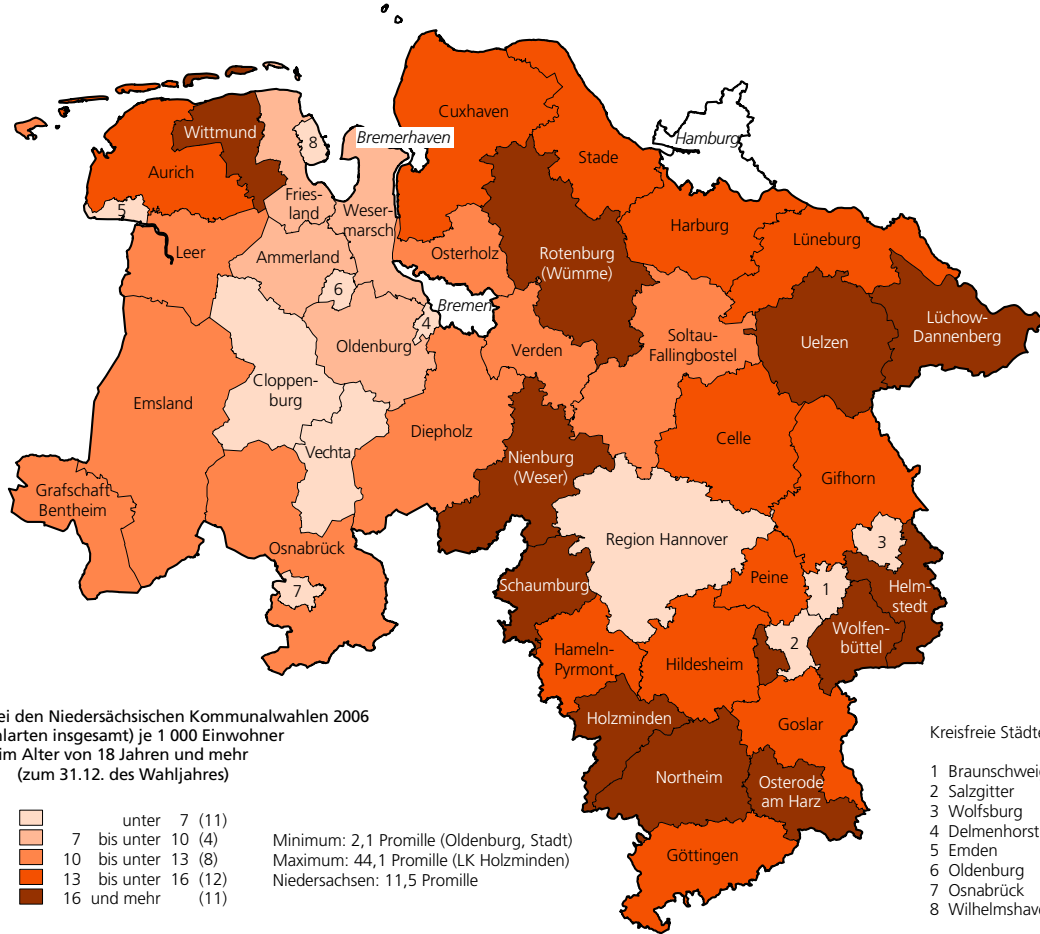 Cuxhaven
Wittmund
8
Bremerhaven
Hamburg
Stade
Aurich
Fries-
land
Weser-
marsch
5
Harburg
Lüneburg
Leer
Ammerland
Osterholz
Rotenburg
(Wümme)
6
Bremen
4
Lüchow-
Dannenberg
Oldenburg
Verden
Soltau-
Fallingbostel
Uelzen
Cloppen-
burg
Emsland
Diepholz
Celle
Vechta
Nienburg
(Weser)
Gifhorn
Grafschaft
Bentheim
Osnabrück
Region Hannover
3
7
Schaumburg
Peine
1
Helm-
stedt
2
Wolfen-
büttel
Hameln-
Pyrmont
Hildesheim
Holzminden
Goslar
Northeim
Osterode
am Harz
Göttingen
ei den Niedersächsischen Kommunalwahlen 2006
larten insgesamt) je 1 000 Einwohner
im Alter von 18 Jahren und mehr
(zum 31.12. des Wahljahres)
unter 7 (11)
7 bis unter 10 (4)
10 bis unter 13 (8)
13 bis unter 16 (12)
16 und mehr (11)
Minimum: 2,1 Promille (Oldenburg, Stadt)
Maximum: 44,1 Promille (LK Holzminden)
Niedersachsen: 11,5 Promille
Kreisfreie Städte
1 Braunschwei
2 Salzgitter
3 Wolfsburg
4 Delmenhorst
5 Emden
6 Oldenburg
7 Osnabrück
8 Wilhelmshav